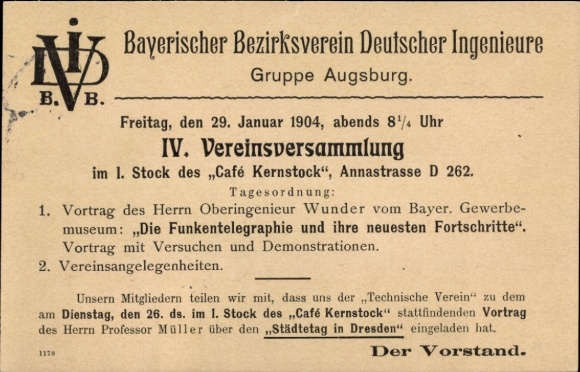 ViDI
B. B.
Bayerischer Bezirksverein Deutscher Ingenieure
Gruppe Augsburg.
Freitag, den 29. Januar 1904, abends 8¼ Uhr
IV. Vereinsversammlung
im I. Stock des „Café Kernstock“, Annastrasse D 262.
Tagesordnung:
1. Vortrag des Herrn Oberingenieur Wunder vom Bayer. Gewerbe-
museum: „Die Funkentelegraphie und ihre neuesten Fortschritte“.
Vortrag mit Versuchen und Demonstrationen.
2. Vereinsangelegenheiten.
Unsern Mitgliedern teilen wir mit, dass uns der „Technische Verein“ zu dem
am Dienstag, den 26. ds. im I. Stock des „Café Kernstock“ stattfindenden Vortrag
des Herrn Professor Müller über den „Städtetag in Dresden“ eingeladen hat.
1178
Der Vorstand.